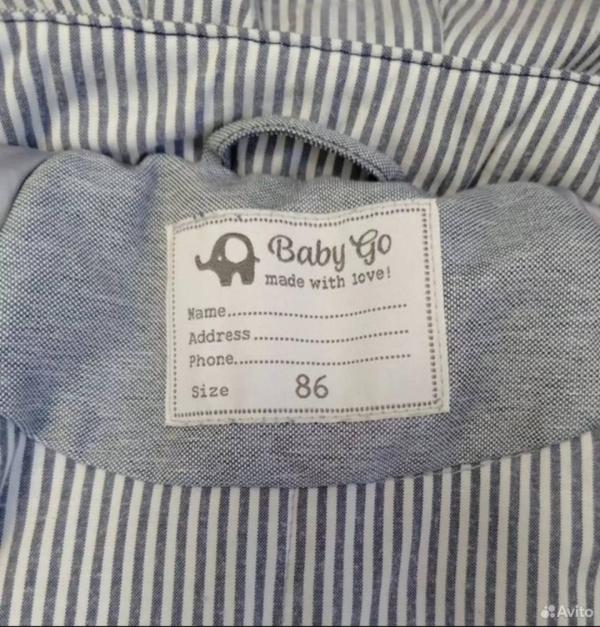 Baby Go
made with love!
Name
Address
Phone
Size 86
Avito